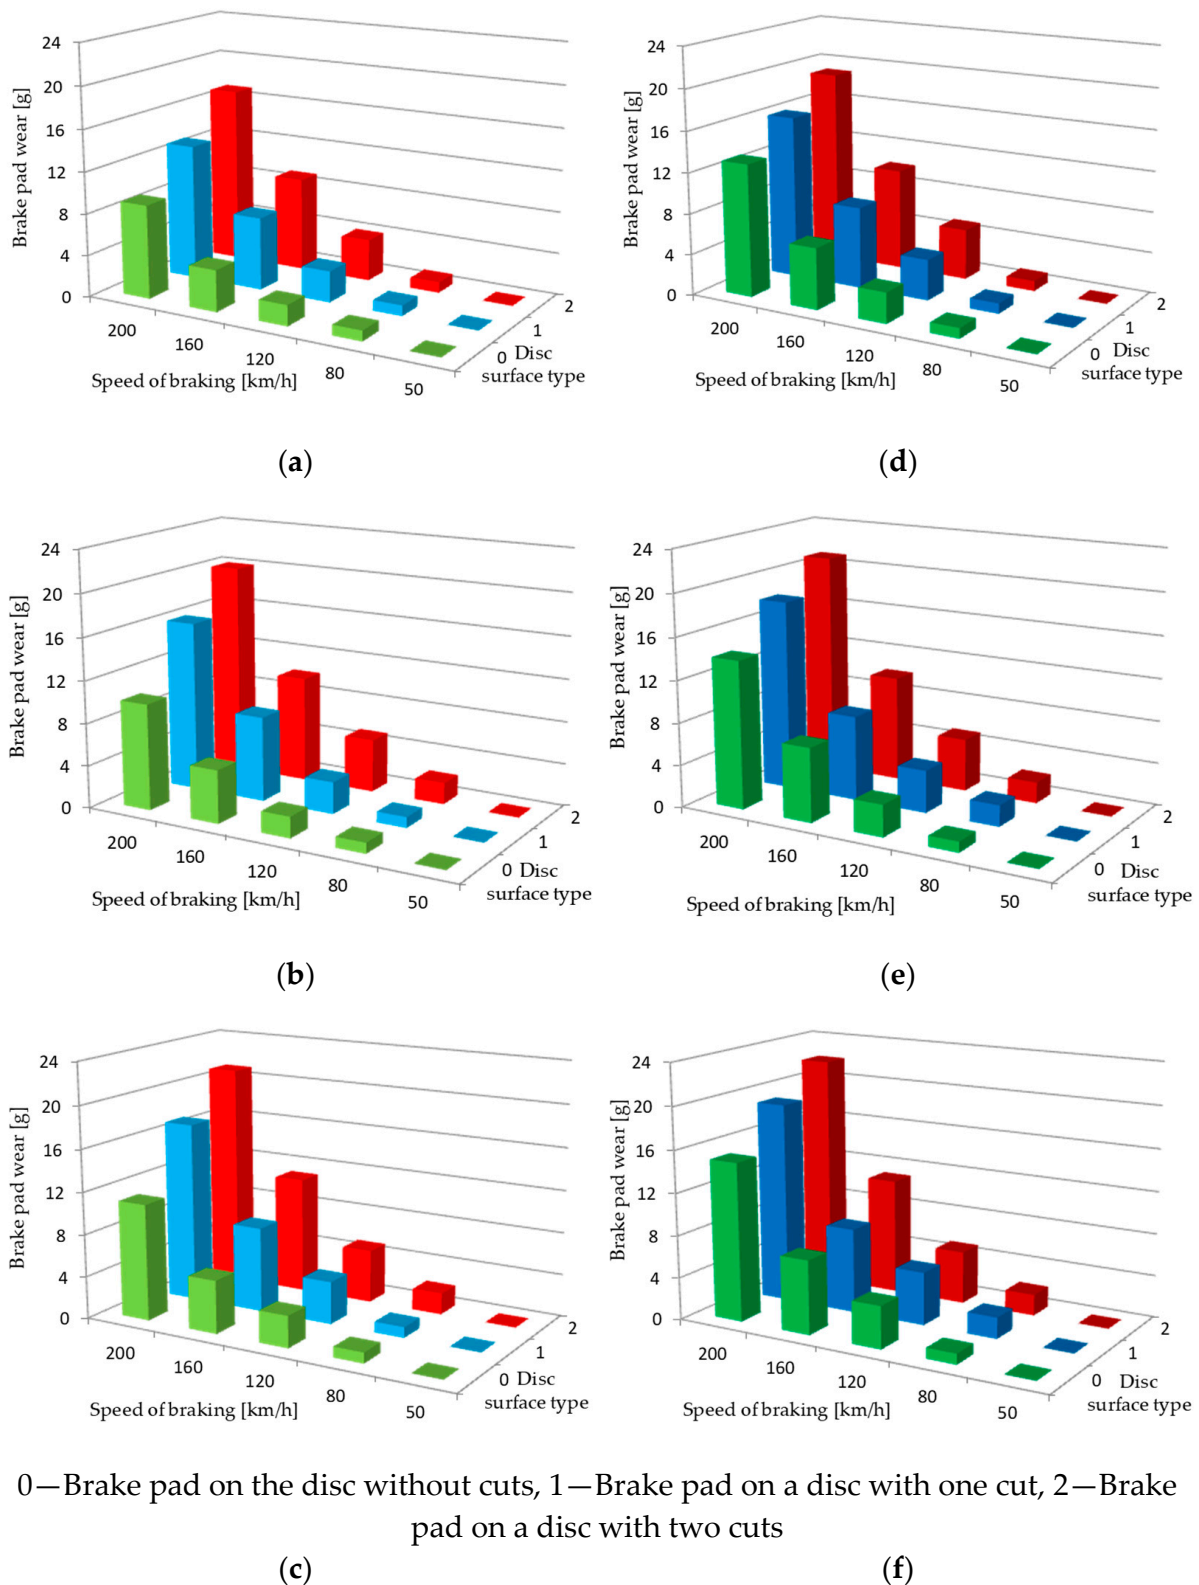 24
20
16
12
8
4
0
Brake pad wear [g]
200
160
120
80
50
Speed of braking [km/h]
0
1
2
Disc
surface type
(a)
24
20
16
12
8
4
0
Brake pad wear [g]
200
160
120
80
50
Speed of braking [km/h]
0
1
2
Disc
surface type
(d)
24
20
16
12
8
4
0
Brake pad wear [g]
200
160
120
80
50
Speed of braking [km/h]
0
1
2
Disc
surface type
(b)
24
20
16
12
8
4
0
Brake pad wear [g]
200
160
120
80
50
Speed of braking [km/h]
0
1
2
Disc
surface type
(e)
24
20
16
12
8
4
0
Brake pad wear [g]
200
160
120
80
50
Speed of braking [km/h]
0
1
2
Disc
surface type
24
20
16
12
8
4
0
Brake pad wear [g]
200
160
120
80
50
Speed of braking [km/h]
0
1
2
Disc
surface type
0—Brake pad on the disc without cuts, 1—Brake pad on a disc with one cut, 2—Brake
pad on a disc with two cuts
(c)
(f)